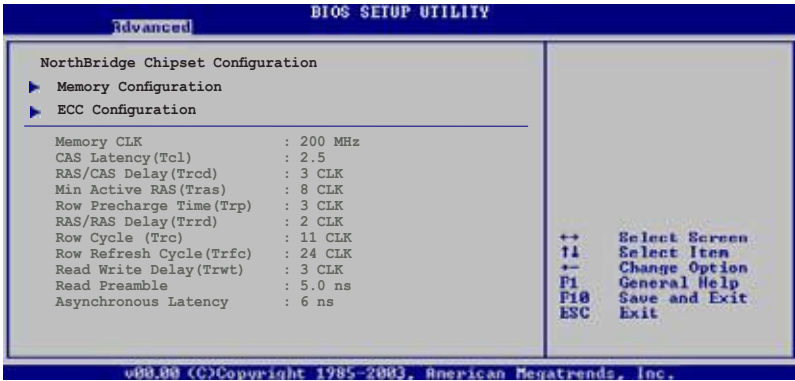 BIOS SETUP UTILITY
Advanced
NorthBridge Chipset Configuration
Memory Configuration
ECC Configuration
Memory CLK : 200 MHz
CAS Latency(Tcl) : 2.5
RAS/CAS Delay(Trcd) : 3 CLK
Min Active RAS(Tras) : 8 CLK
Row Precharge Time(Trp) : 3 CLK
RAS/RAS Delay(Trrd) : 2 CLK
Row Cycle (Trc) : 11 CLK
Row Refresh Cycle(Trfc) : 24 CLK
Read Write Delay(Trwt) : 3 CLK
Read Preamble : 5.0 ns
Asynchronous Latency : 6 ns
↔ Select Screen
↑↓ Select Item
+- Change Option
F1 General Help
F10 Save and Exit
ESC Exit
v00.00 (C)Copyright 1985-2003, American Megatrends, Inc.